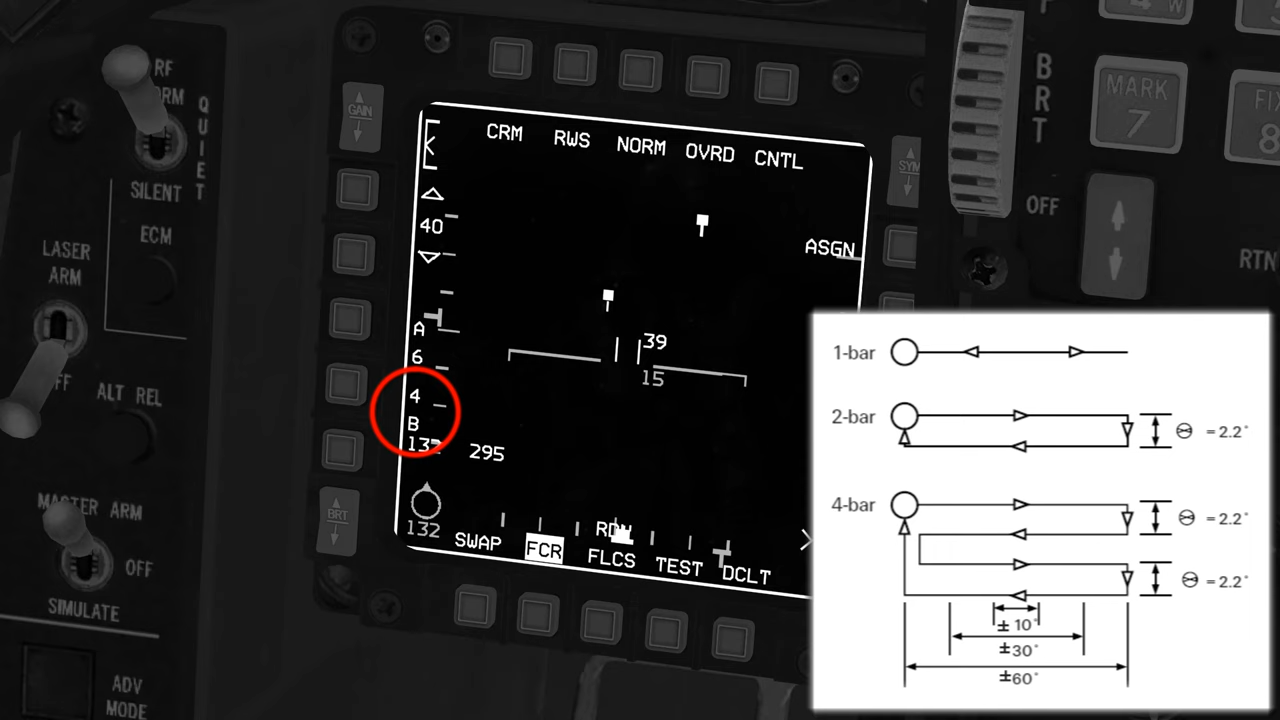 RF
NORM
QUIET
SILENT
ECM
LASER
ARM
OFF
ALT REL
MASTER ARM
OFF
SIMULATE
ADV
MODE
GAIN
BRT
SYM
CRM RWS NORM OVRD CNTL
40
ASGN
A
6
39
15
4
B
132 295
132
SWAP FCR FLCS TEST DCLT
BRT
OFF
4 W
MARK
7
FIX
8
RTN
1-bar
2-bar = 2.2°
4-bar = 2.2°
= 2.2°
± 10°
±30°
±60°